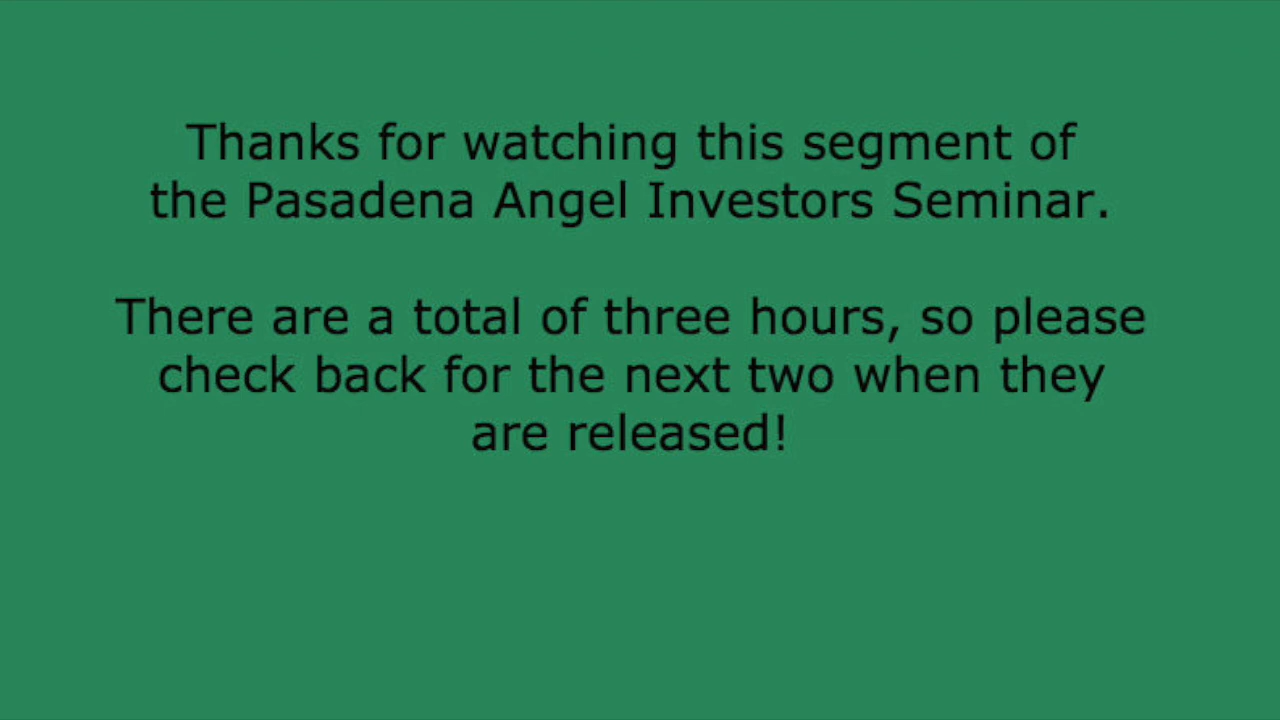 Thanks for watching this segment of
the Pasadena Angel Investors Seminar.
There are a total of three hours, so please
check back for the next two when they
are released!